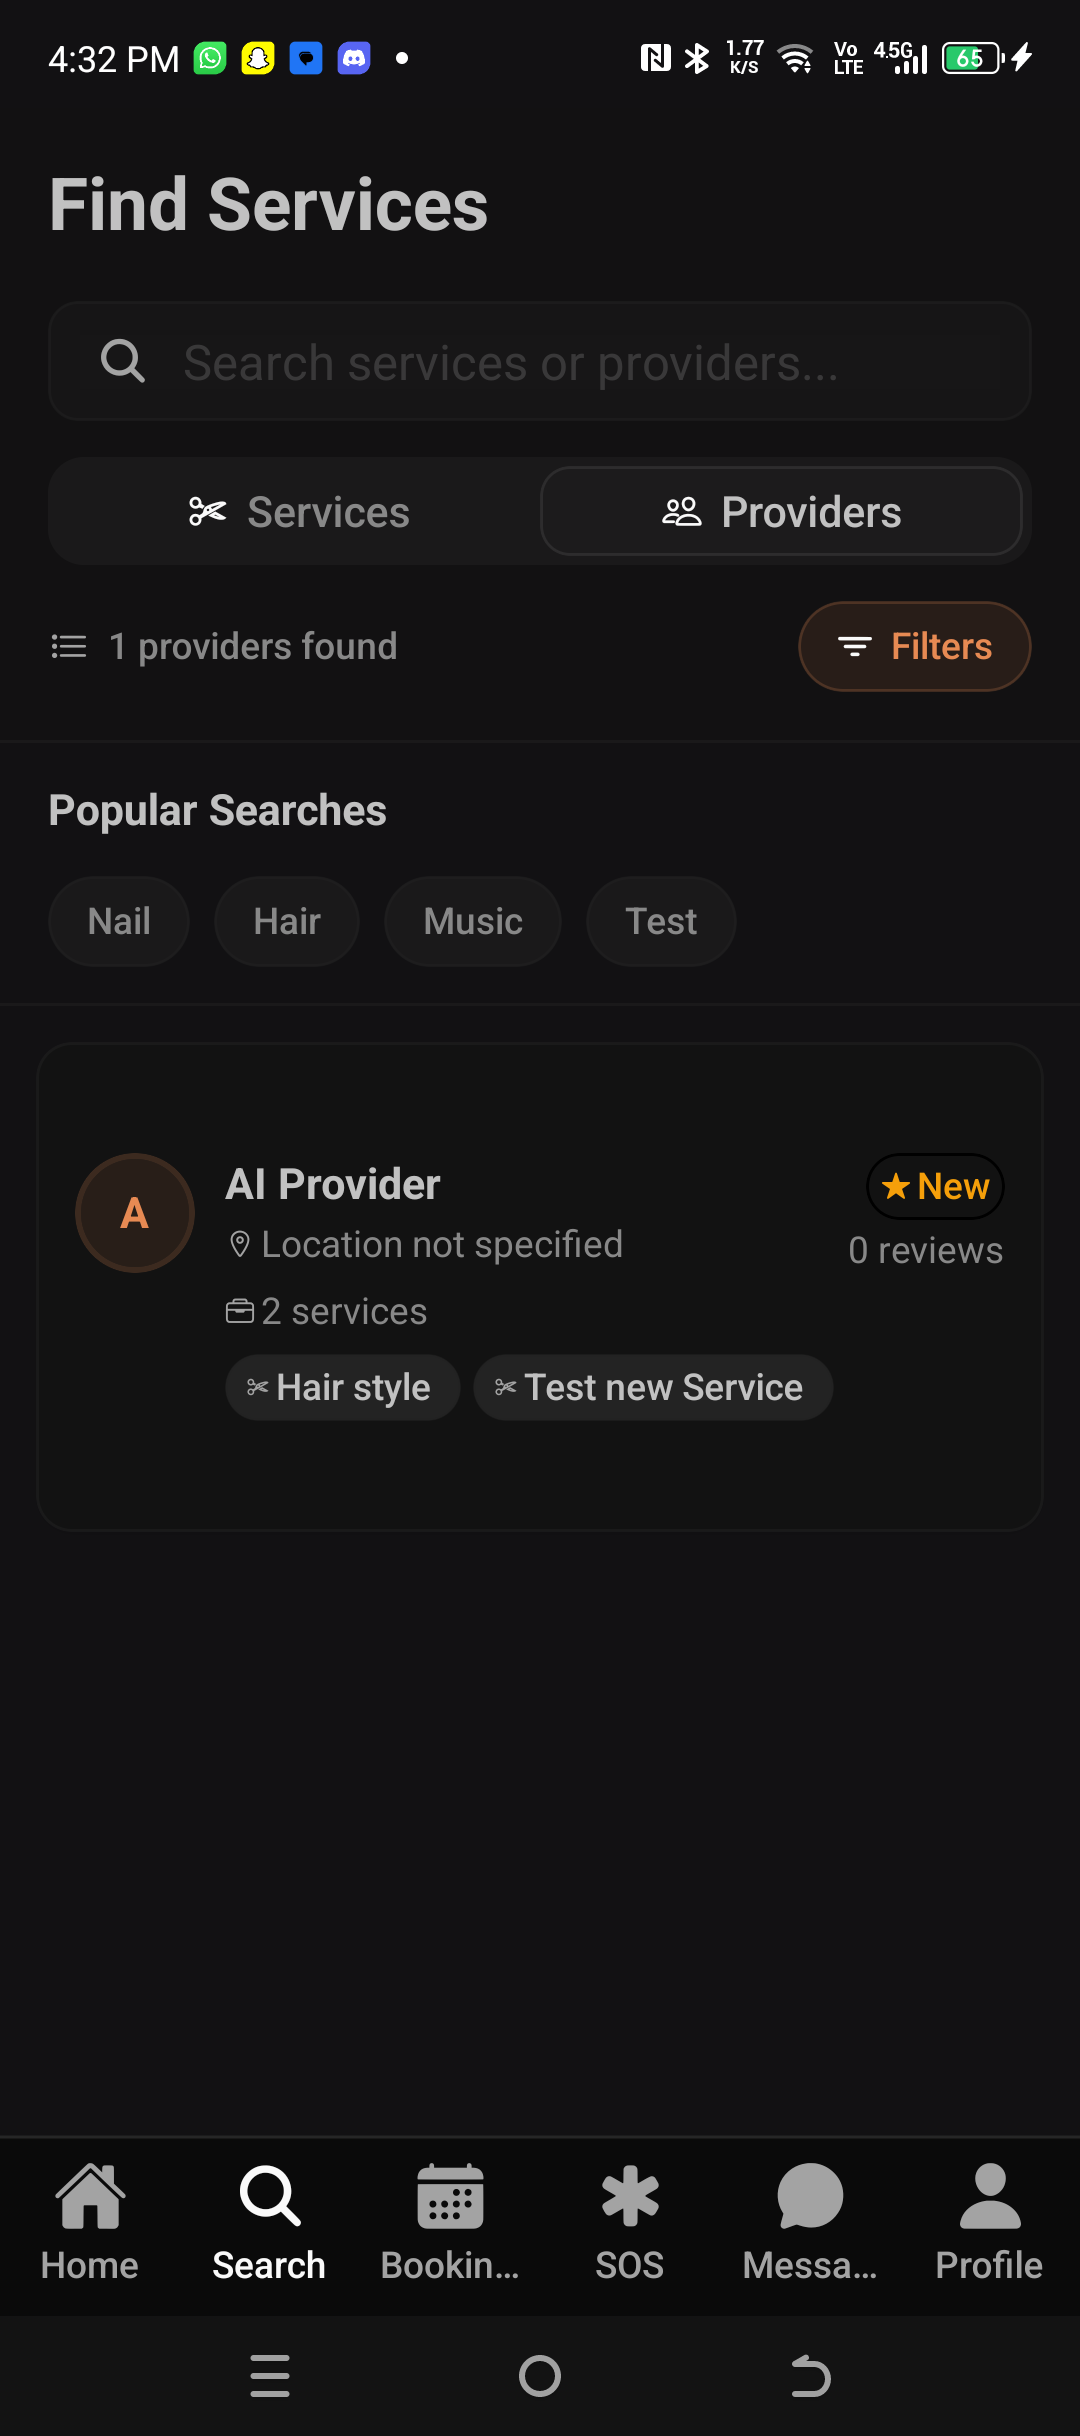 4:32 PM
1.77
K/S
Vo
LTE
4.5G
65
Find Services
Search services or providers...
Services
Providers
1 providers found
Filters
Popular Searches
Nail
Hair
Music
Test
A
AI Provider
New
Location not specified
0 reviews
2 services
Hair style
Test new Service
Home
Search
Bookin...
SOS
Messa...
Profile